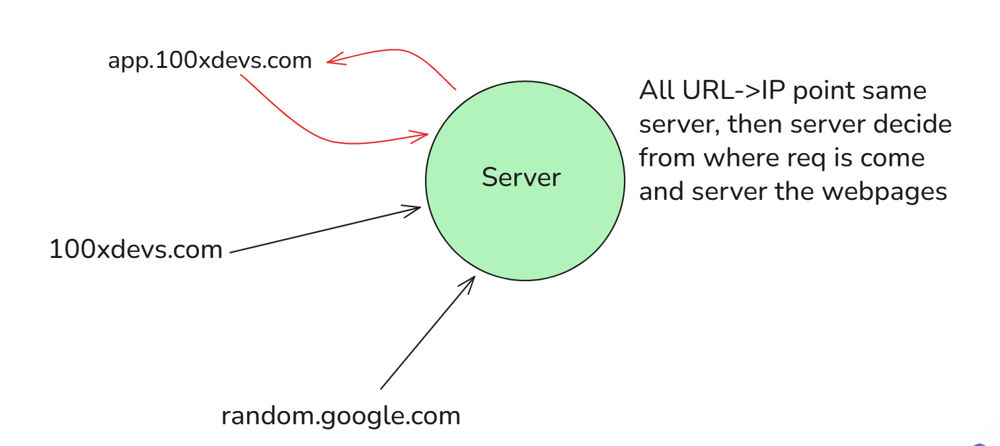 app.100xdevs.com
All URL->IP point same
server, then server decide
from where req is come
and server the webpages
Server
100xdevs.com
random.google.com